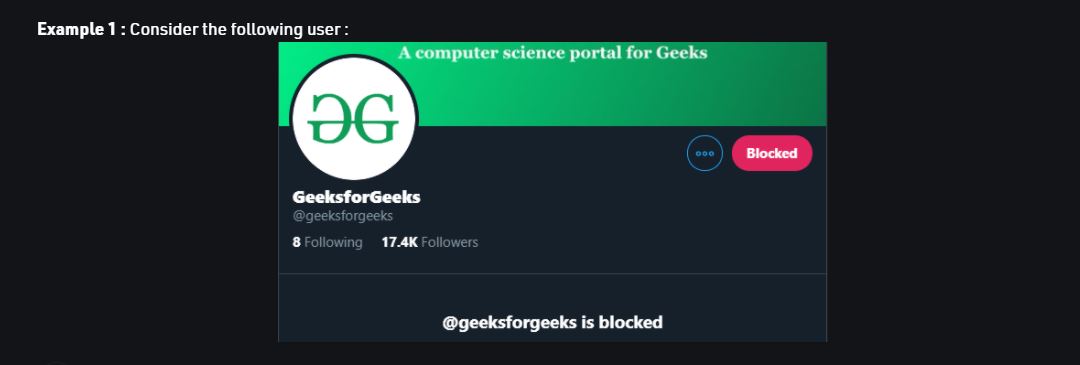 Example 1 : Consider the following user :
A computer science portal for Geeks
ooo Blocked
GeeksforGeeks
@geeksforgeeks
8 Following 17.4K Followers
@geeksforgeeks is blocked